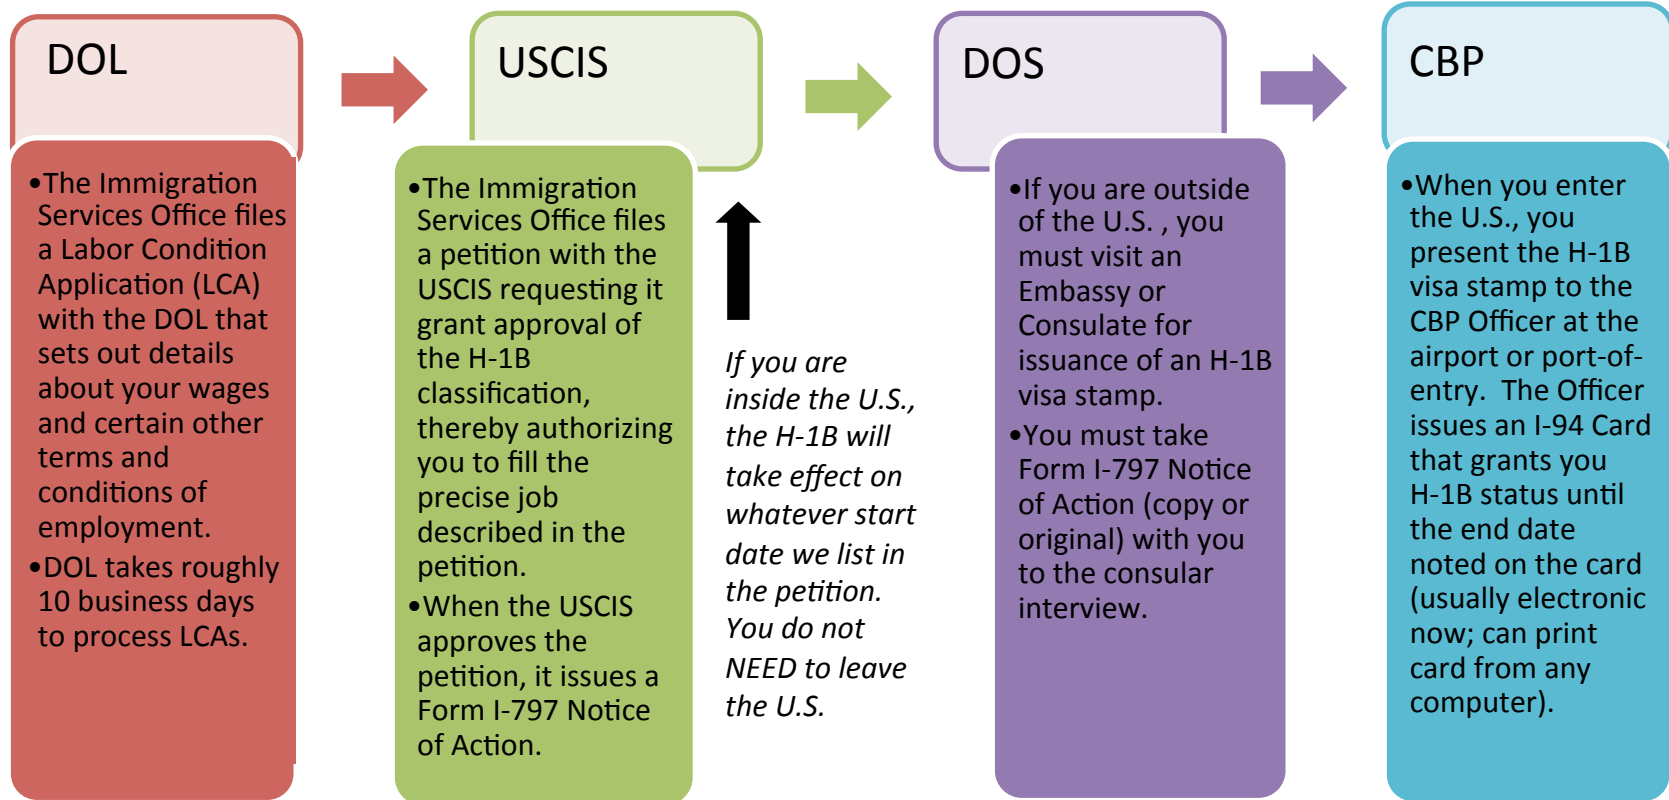 DOL
•The Immigration
Services Office files
a Labor Condition
Application (LCA)
with the DOL that
sets out details
about your wages
and certain other
terms and
conditions of
employment.
•DOL takes roughly
10 business days
to process LCAs.
USCIS
•The Immigration
Services Office files
a petition with the
USCIS requesting it
grant approval of
the H-1B
classification,
thereby authorizing
you to fill the
precise job
described in the
petition.
•When the USCIS
approves the
petition, it issues a
Form I-797 Notice
of Action.
If you are
inside the U.S.,
the H-1B will
take effect on
whatever start
date we list in
the petition.
You do not
NEED to leave
the U.S.
DOS
•If you are outside
of the U.S. , you
must visit an
Embassy or
Consulate for
issuance of an H-1B
visa stamp.
•You must take
Form I-797 Notice
of Action (copy or
original) with you
to the consular
interview.
CBP
•When you enter
the U.S., you
present the H-1B
visa stamp to the
CBP Officer at the
airport or port-of-
entry.  The Officer
issues an I-94 Card
that grants you
H-1B status until
the end date
noted on the card
(usually electronic
now; can print
card from any
computer).